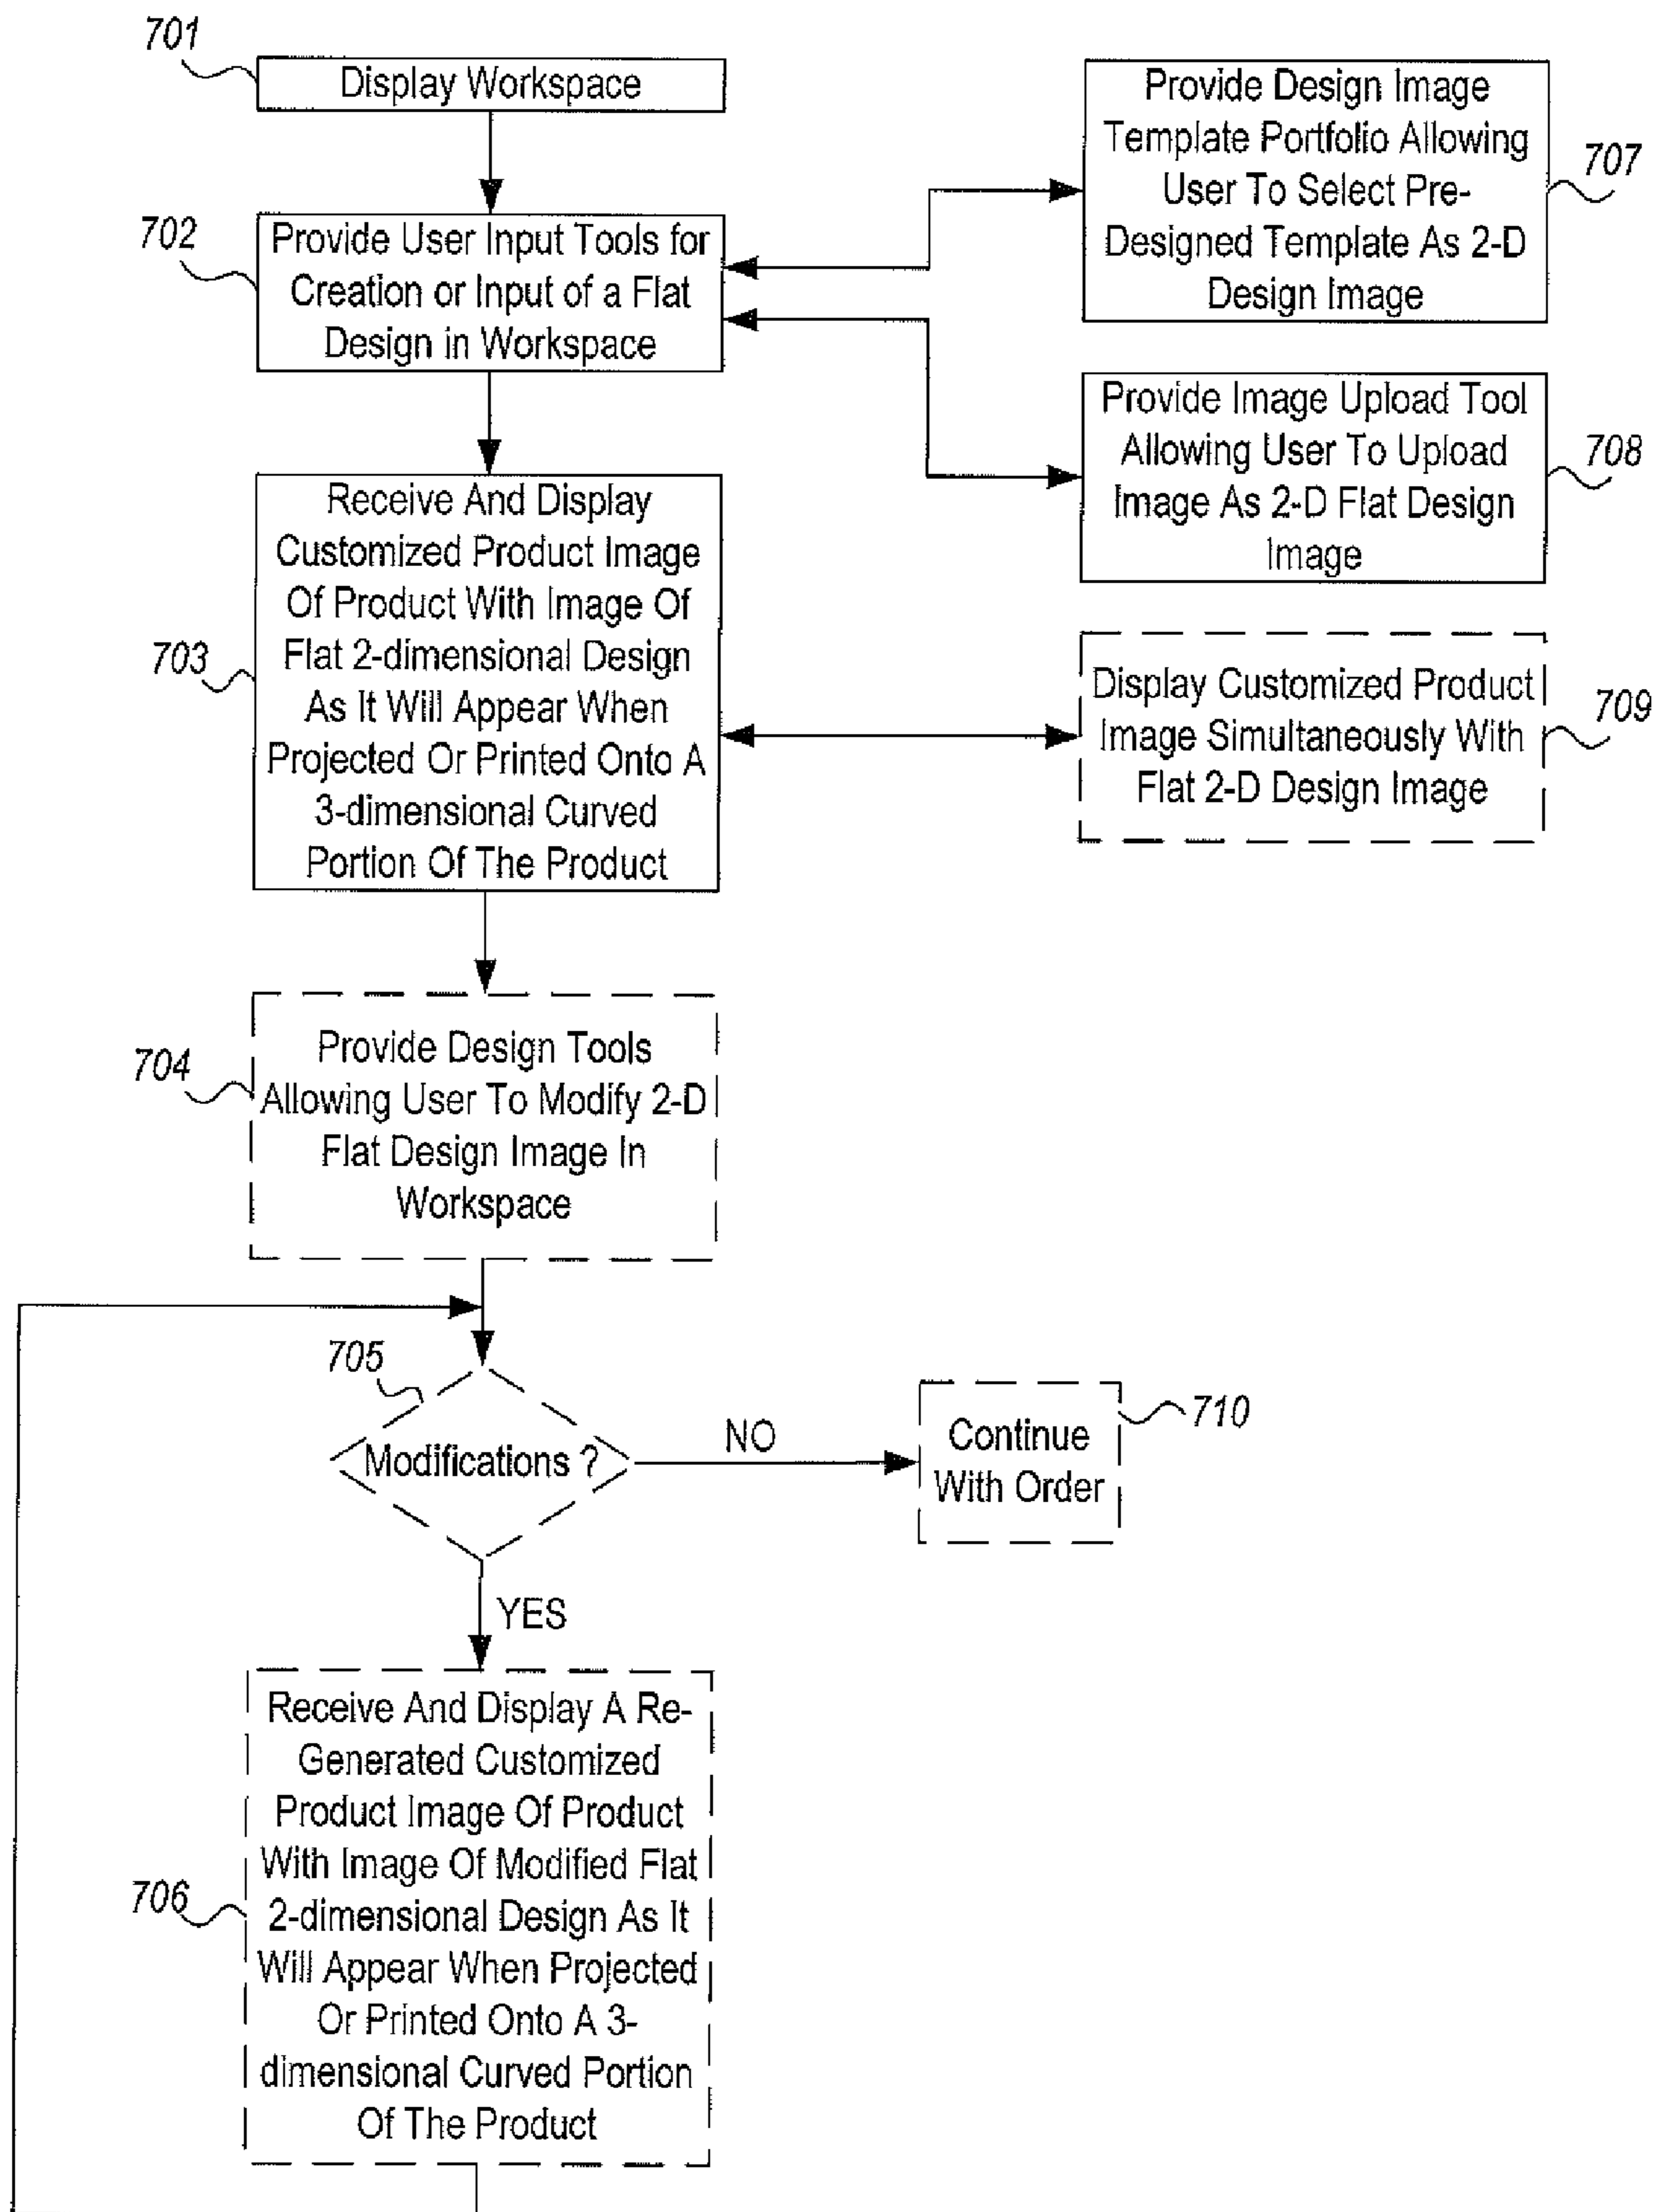 701
Display Workspace
702
Provide User Input Tools for
Creation or Input of a Flat
Design in Workspace
Provide Design Image
Template Portfolio Allowing
User To Select Pre-
Designed Template As 2-D
Design Image
707
Provide Image Upload Tool
Allowing User To Upload
Image As 2-D Flat Design
Image
708
703
Receive And Display
Customized Product Image
Of Product With Image Of
Flat 2-dimensional Design
As It Will Appear When
Projected Or Printed Onto A
3-dimensional Curved
Portion Of The Product
Display Customized Product
Image Simultaneously With
Flat 2-D Design Image
709
704
Provide Design Tools
Allowing User To Modify 2-D
Flat Design Image In
Workspace
705
Modifications ?
NO
Continue
With Order
710
YES
706
Receive And Display A Re-
Generated Customized
Product Image Of Product
With Image Of Modified Flat
2-dimensional Design As It
Will Appear When Projected
Or Printed Onto A 3-
dimensional Curved Portion
Of The Product